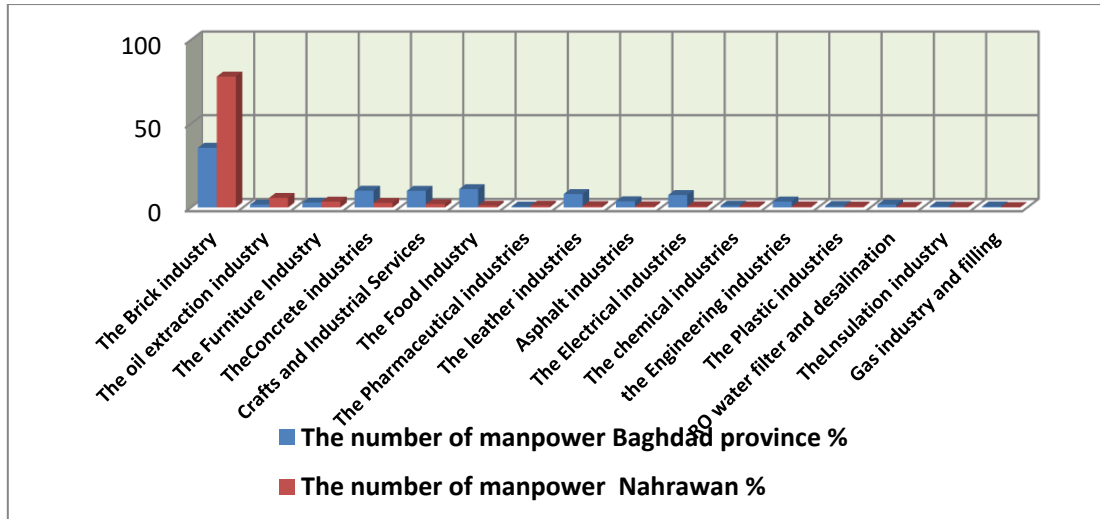 100
50
0
The Brick industry
The oil extraction industry
The Furniture Industry
TheConcrete industries
Crafts and Industrial Services
The Food Industry
The Pharmaceutical industries
The leather industries
Asphalt industries
The Electrical industries
The chemical industries
the Engineering industries
The Plastic industries
RO water filter and desalination
TheLnsulation industry
Gas industry and filling
The number of manpower Baghdad province %
The number of manpower Nahrawan %